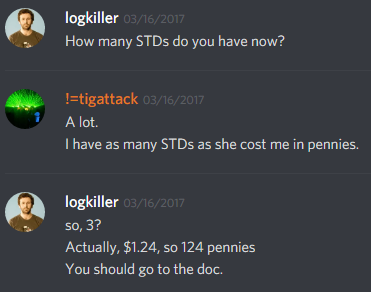 logkiller 03/16/2017
How many STDs do you have now?
!=tigattack 03/16/2017
A lot.
I have as many STDs as she cost me in pennies.
logkiller 03/16/2017
so, 3?
Actually, $1.24, so 124 pennies
You should go to the doc.